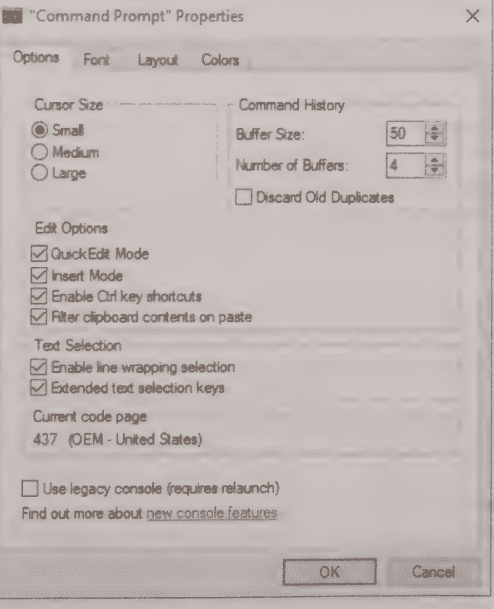 "Command Prompt" Properties
Options Font Layout Colors
Cursor Size
Small
Medium
Large
Command History
Buffer Size: 50
Number of Buffers: 4
Discard Old Duplicates
Edit Options
QuickEdit Mode
Insert Mode
Enable Ctrl key shortcuts
Filter clipboard contents on paste
Text Selection
Enable line wrapping selection
Extended text selection keys
Current code page
437 (OEM - United States)
Use legacy console (requires relaunch)
Find out more about new console features
OK Cancel